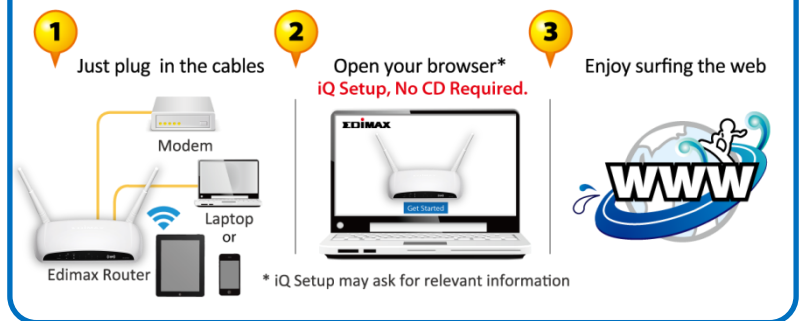 1
Just plug in the cables
Modem
Laptop
or
Edimax Router
2
Open your browser*
iQ Setup, No CD Required.
EDIMAX
Get Started
* iQ Setup may ask for relevant information
3
Enjoy surfing the web
WWW